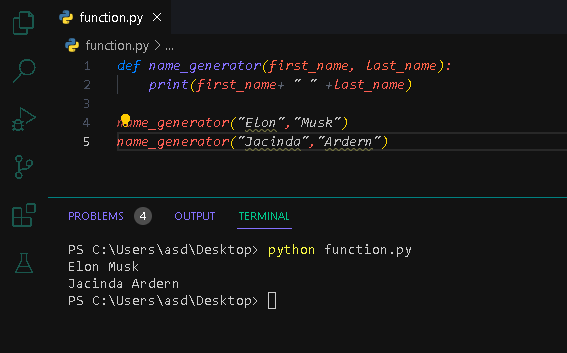 function.py
function.py > ...
1 def name_generator(first_name, last_name):
2 print(first_name+ " " +last_name)
3
4 name_generator("Elon","Musk")
5 name_generator("Jacinda","Ardern")
PROBLEMS 4 OUTPUT TERMINAL
PS C:\Users\asd\Desktop> python function.py
Elon Musk
Jacinda Ardern
PS C:\Users\asd\Desktop>